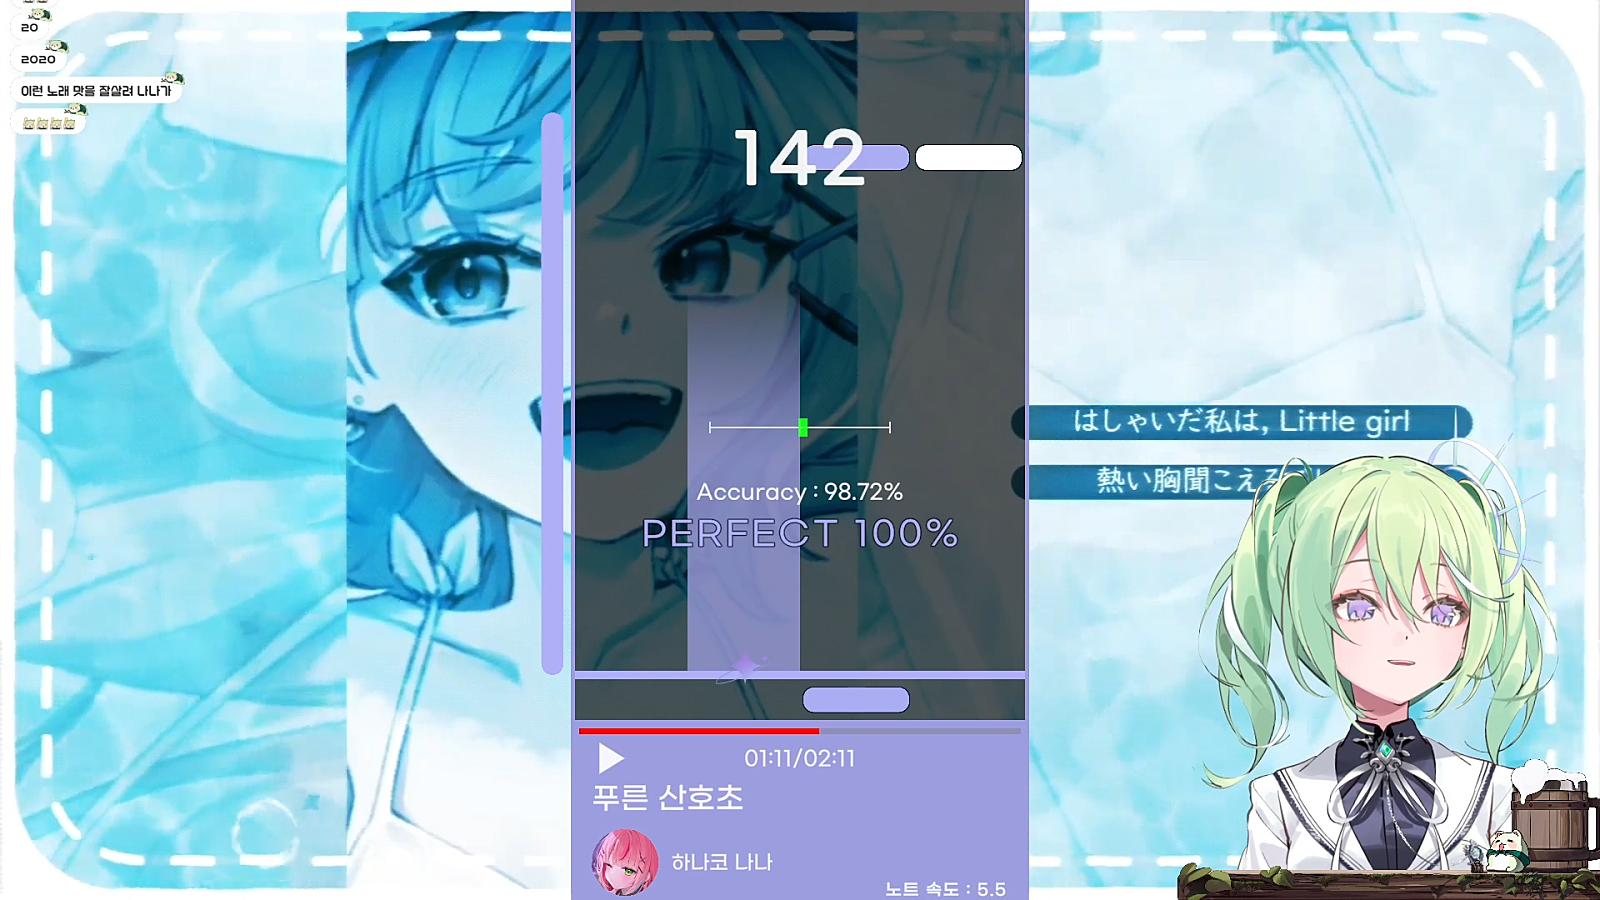 20
2020
이런 노래 맛을 잘살려 나나가
142
はしゃいだ私は, Little girl
熱い胸聞こえ
Accuracy : 98.72%
PERFECT 100%
01:11/02:11
푸른 산호초
하나코 나나
노트 속도 : 5.5